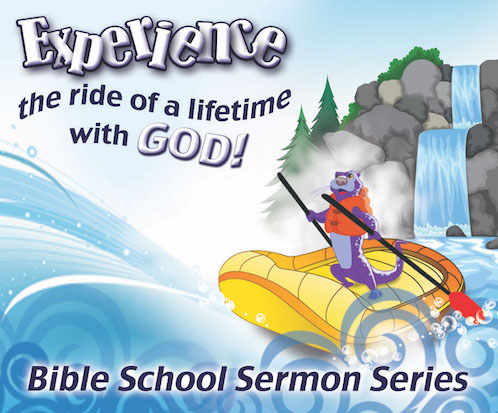 Experience
the ride of a lifetime
with GOD!
Bible School Sermon Series